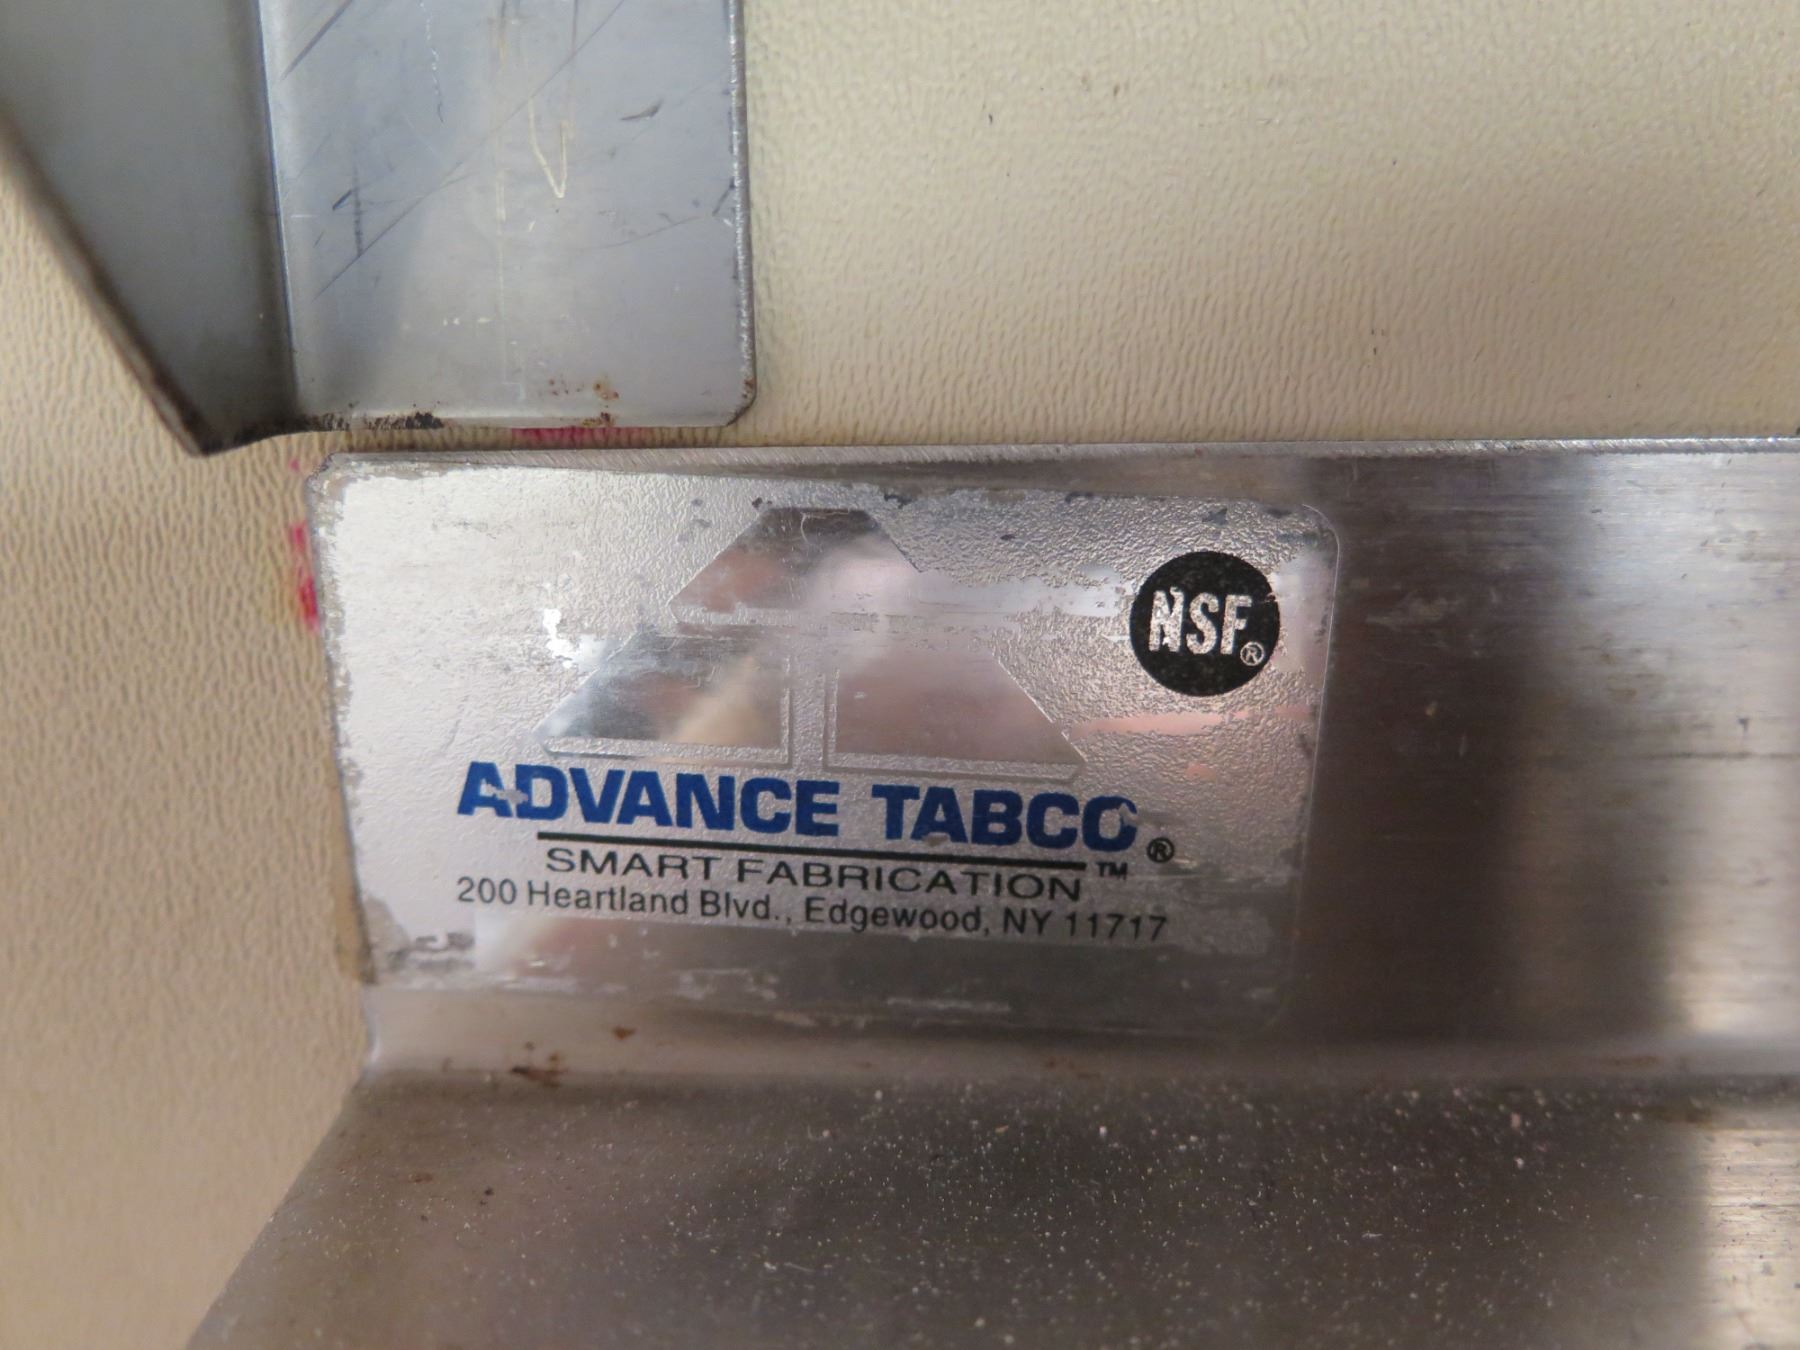 NSF®
ADVANCE TABCO®
SMART FABRICATION™
200 Heartland Blvd., Edgewood, NY 11717